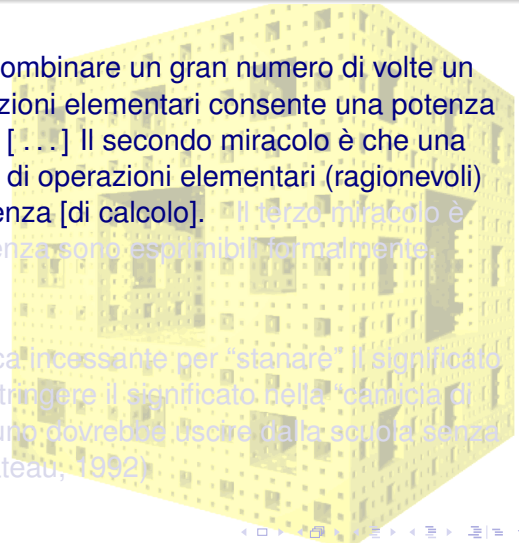 ombinare un gran numero di volte un
zioni elementari consente una potenza
[ . . . ] Il secondo miracolo è che una
di operazioni elementari (ragionevoli)
enza [di calcolo]. Il terzo miracolo è
enza sono esprimibili formalmente
ca incessante per “stanare” il significato
tringere il significato nella “camicia di
uno dovrebbe uscire dalla scuola senza
ateau, 1992)